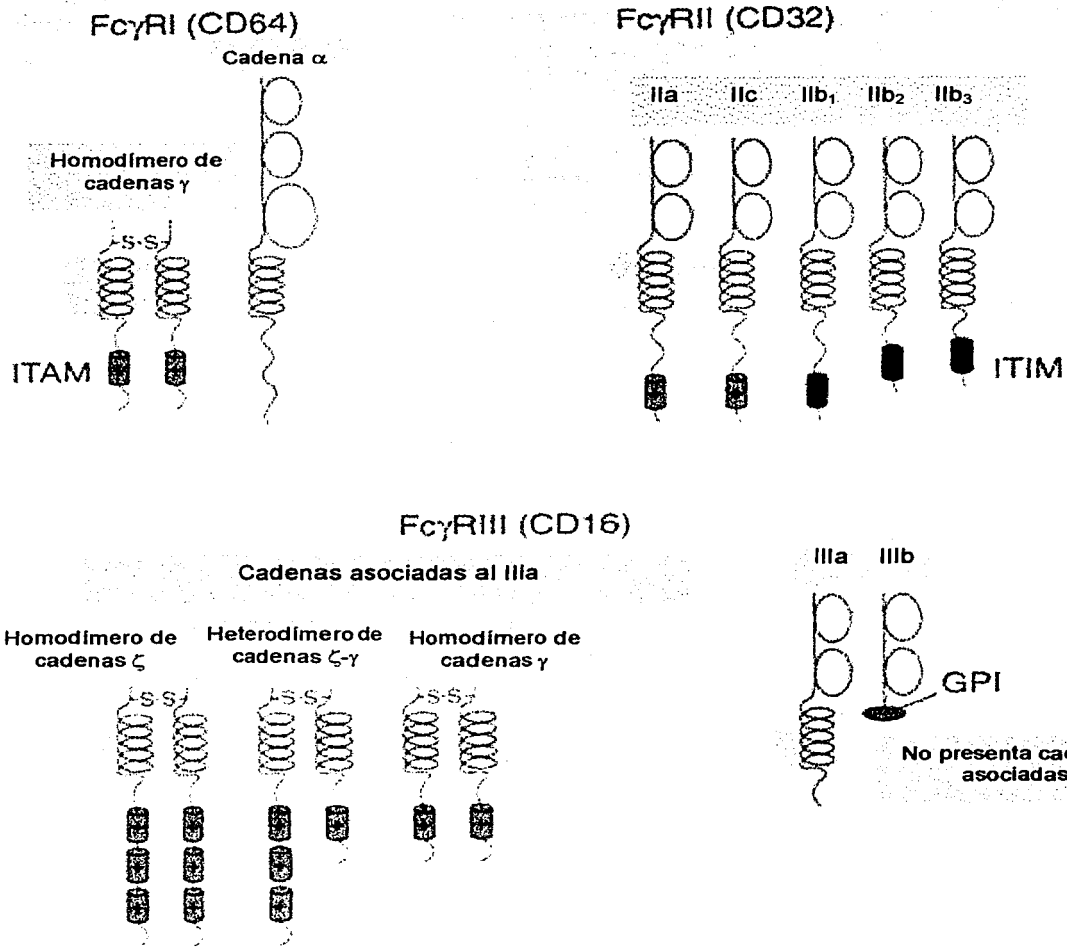 FcγRI (CD64)
Cadena α
Homodímero de
cadenas γ
S-S
ITAM
FcγRII (CD32)
IIa IIc IIb₁ IIb₂ IIb₃
ITIM
FcγRIII (CD16)
Cadenas asociadas al IIIa
Homodímero de
cadenas ζ
Heterodímero de
cadenas ζ-γ
Homodímero de
cadenas γ
S-S S-S S-S
IIIa IIIb
GPI
No presenta
asociadas